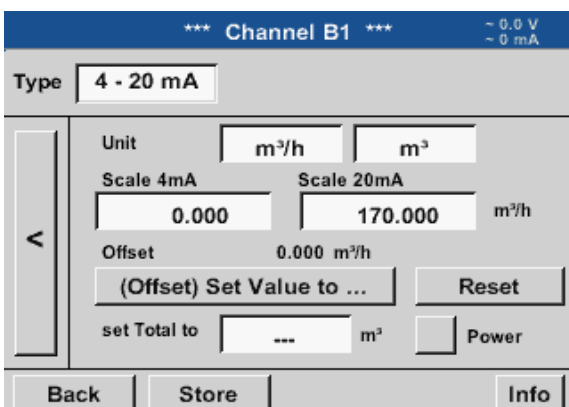 *** Channel B1 *** ~ 0.0 V
~ 0 mA
Type 4 - 20 mA
Unit m³/h m³
Scale 4mA Scale 20mA
0.000 170.000 m³/h
<
Offset 0.000 m³/h
(Offset) Set Value to ... Reset
set Total to --- m³ Power
Back Store Info